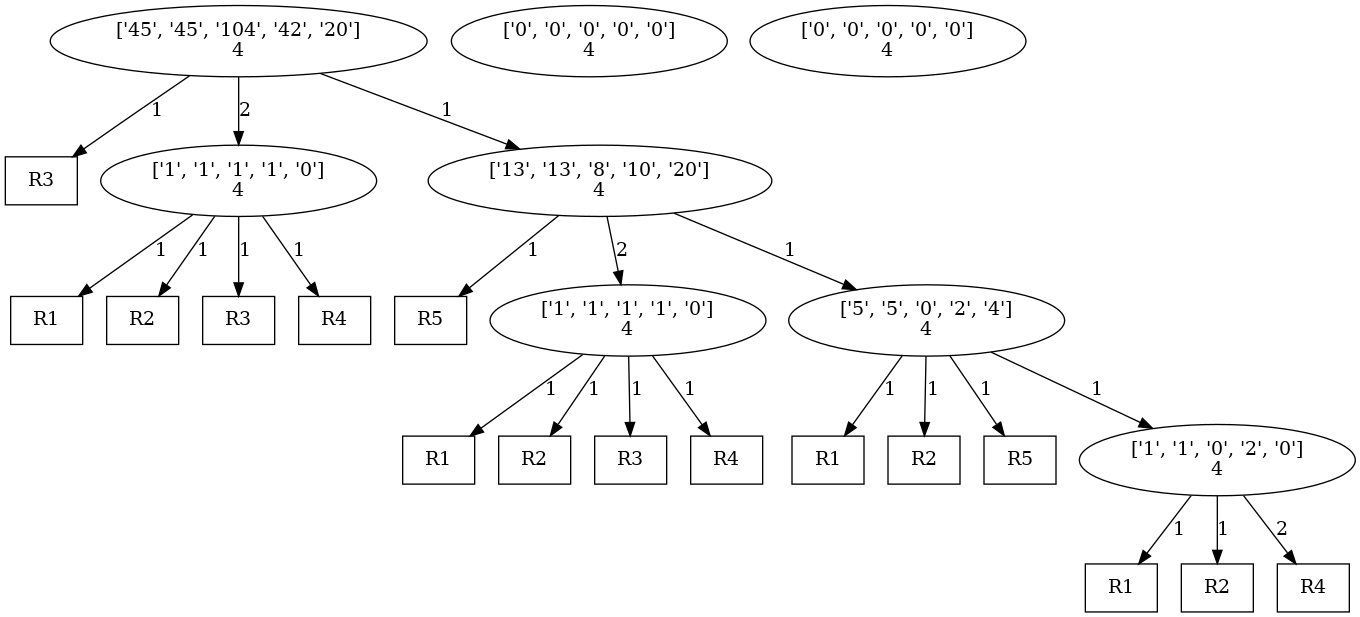 ['45', '45', '104', '42', '20']
4
['0', '0', '0', '0', '0']
4
['0', '0', '0', '0', '0']
4
1
2
1
R3
['1', '1', '1', '1', '0']
4
['13', '13', '8', '10', '20']
4
1
1
1
1
1
2
1
R1
R2
R3
R4
R5
['1', '1', '1', '1', '0']
4
['5', '5', '0', '2', '4']
4
1
1
1
1
1
1
1
1
R1
R2
R3
R4
R1
R2
R5
['1', '1', '0', '2', '0']
4
1
1
2
R1
R2
R4